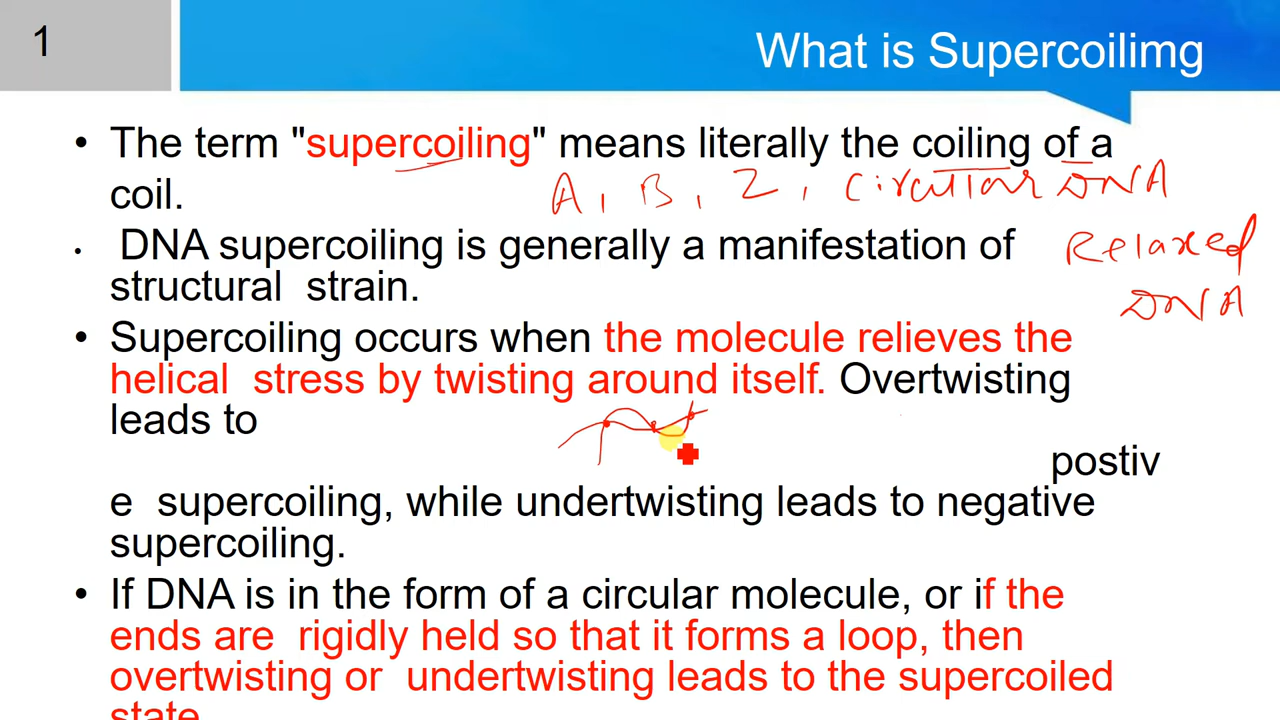 1
What is Supercoilimg
• The term "supercoiling" means literally the coiling of a
coil.
A, B, Z, Circular DNA
• DNA supercoiling is generally a manifestation of
Relaxed
structural strain.
DNA
• Supercoiling occurs when the molecule relieves the
helical stress by twisting around itself. Overtwisting
leads to
postiv
e supercoiling, while undertwisting leads to negative
supercoiling.
• If DNA is in the form of a circular molecule, or if the
ends are rigidly held so that it forms a loop, then
overtwisting or undertwisting leads to the supercoiled
state